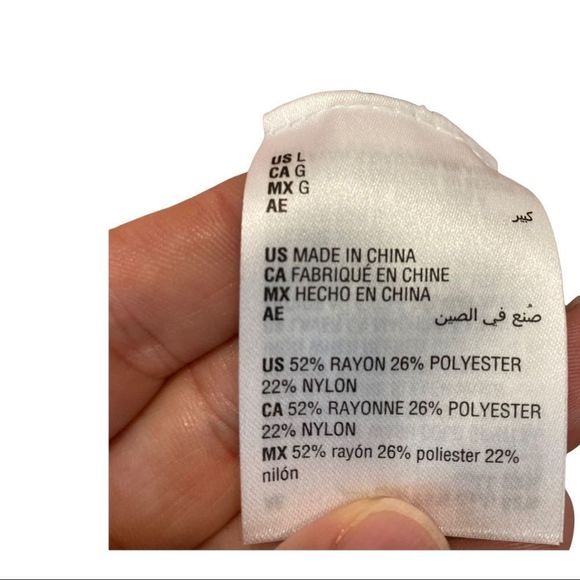 US L
CA G
MX G
AE كبير
US MADE IN CHINA
CA FABRIQUÉ EN CHINE
MX HECHO EN CHINA
AE صُنع في الصين
US 52% RAYON 26% POLYESTER
22% NYLON
CA 52% RAYONNE 26% POLYESTER
22% NYLON
MX 52% rayón 26% poliester 22%
nilón